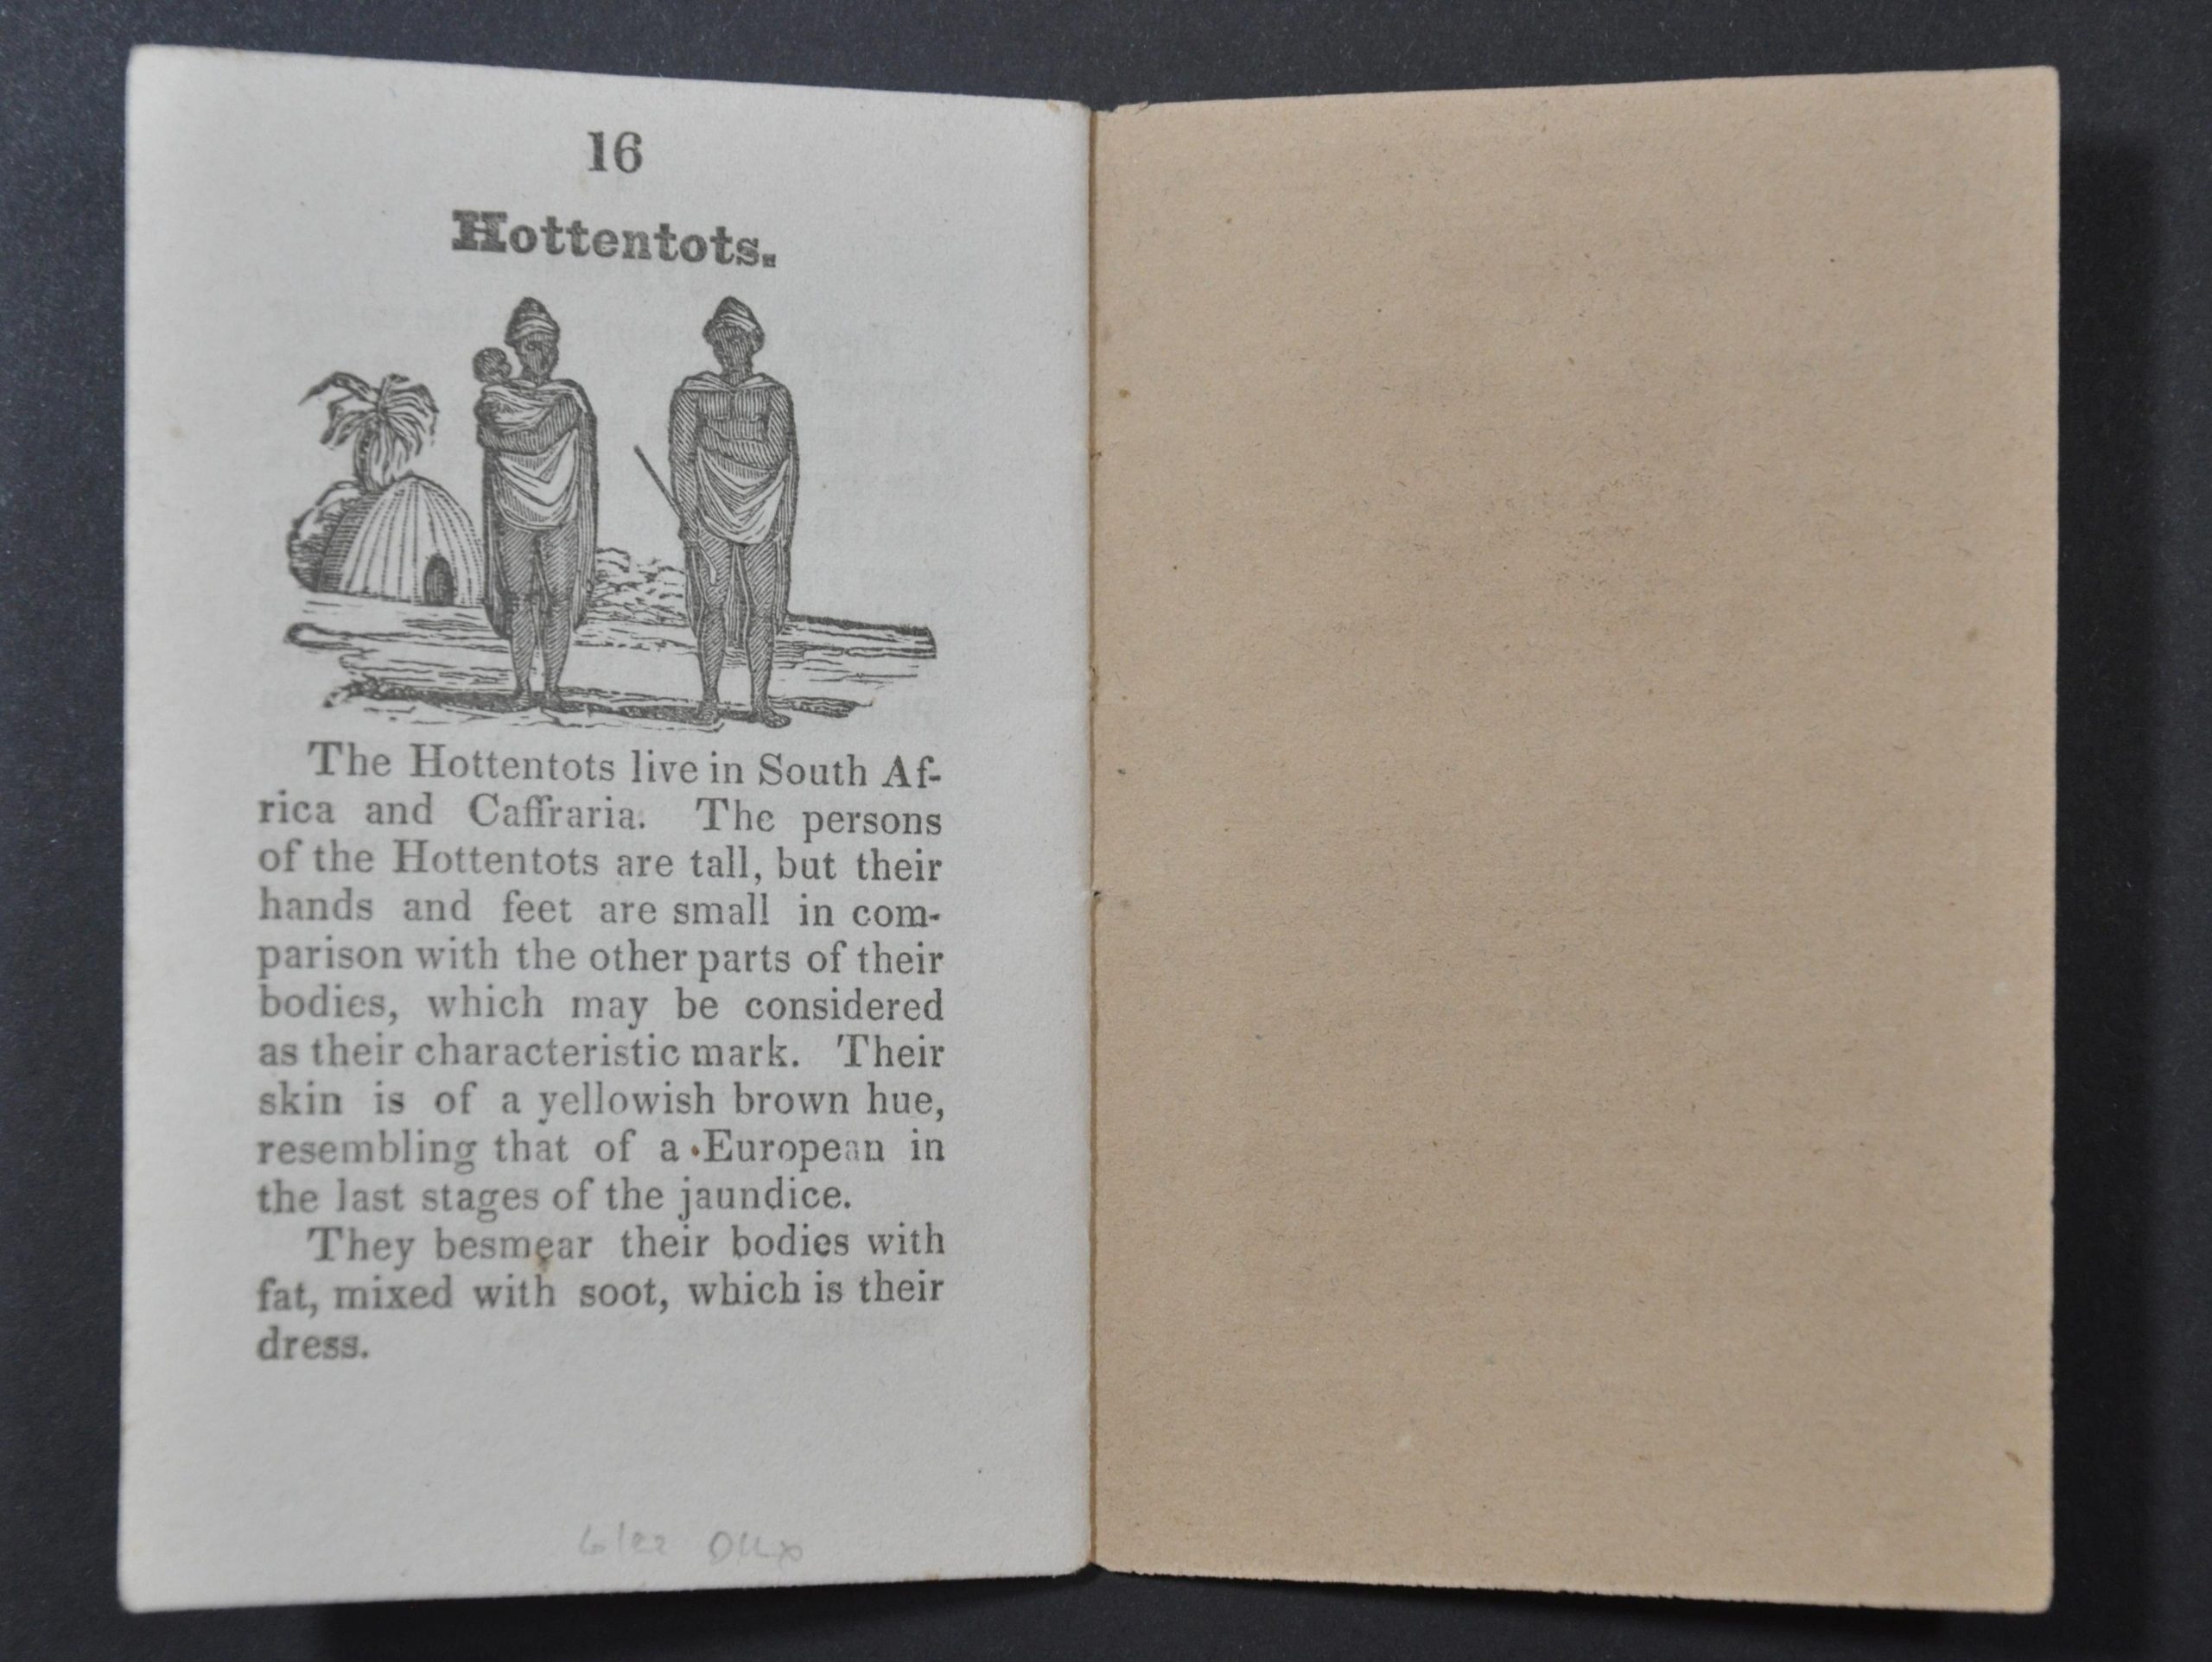 16
Hottentots.
The Hottentots live in South Af-
rica and Caffraria. The persons
of the Hottentots are tall, but their
hands and feet are small in com-
parison with the other parts of their
bodies, which may be considered
as their characteristic mark. Their
skin is of a yellowish brown hue,
resembling that of a European in
the last stages of the jaundice.
They besmear their bodies with
fat, mixed with soot, which is their
dress.